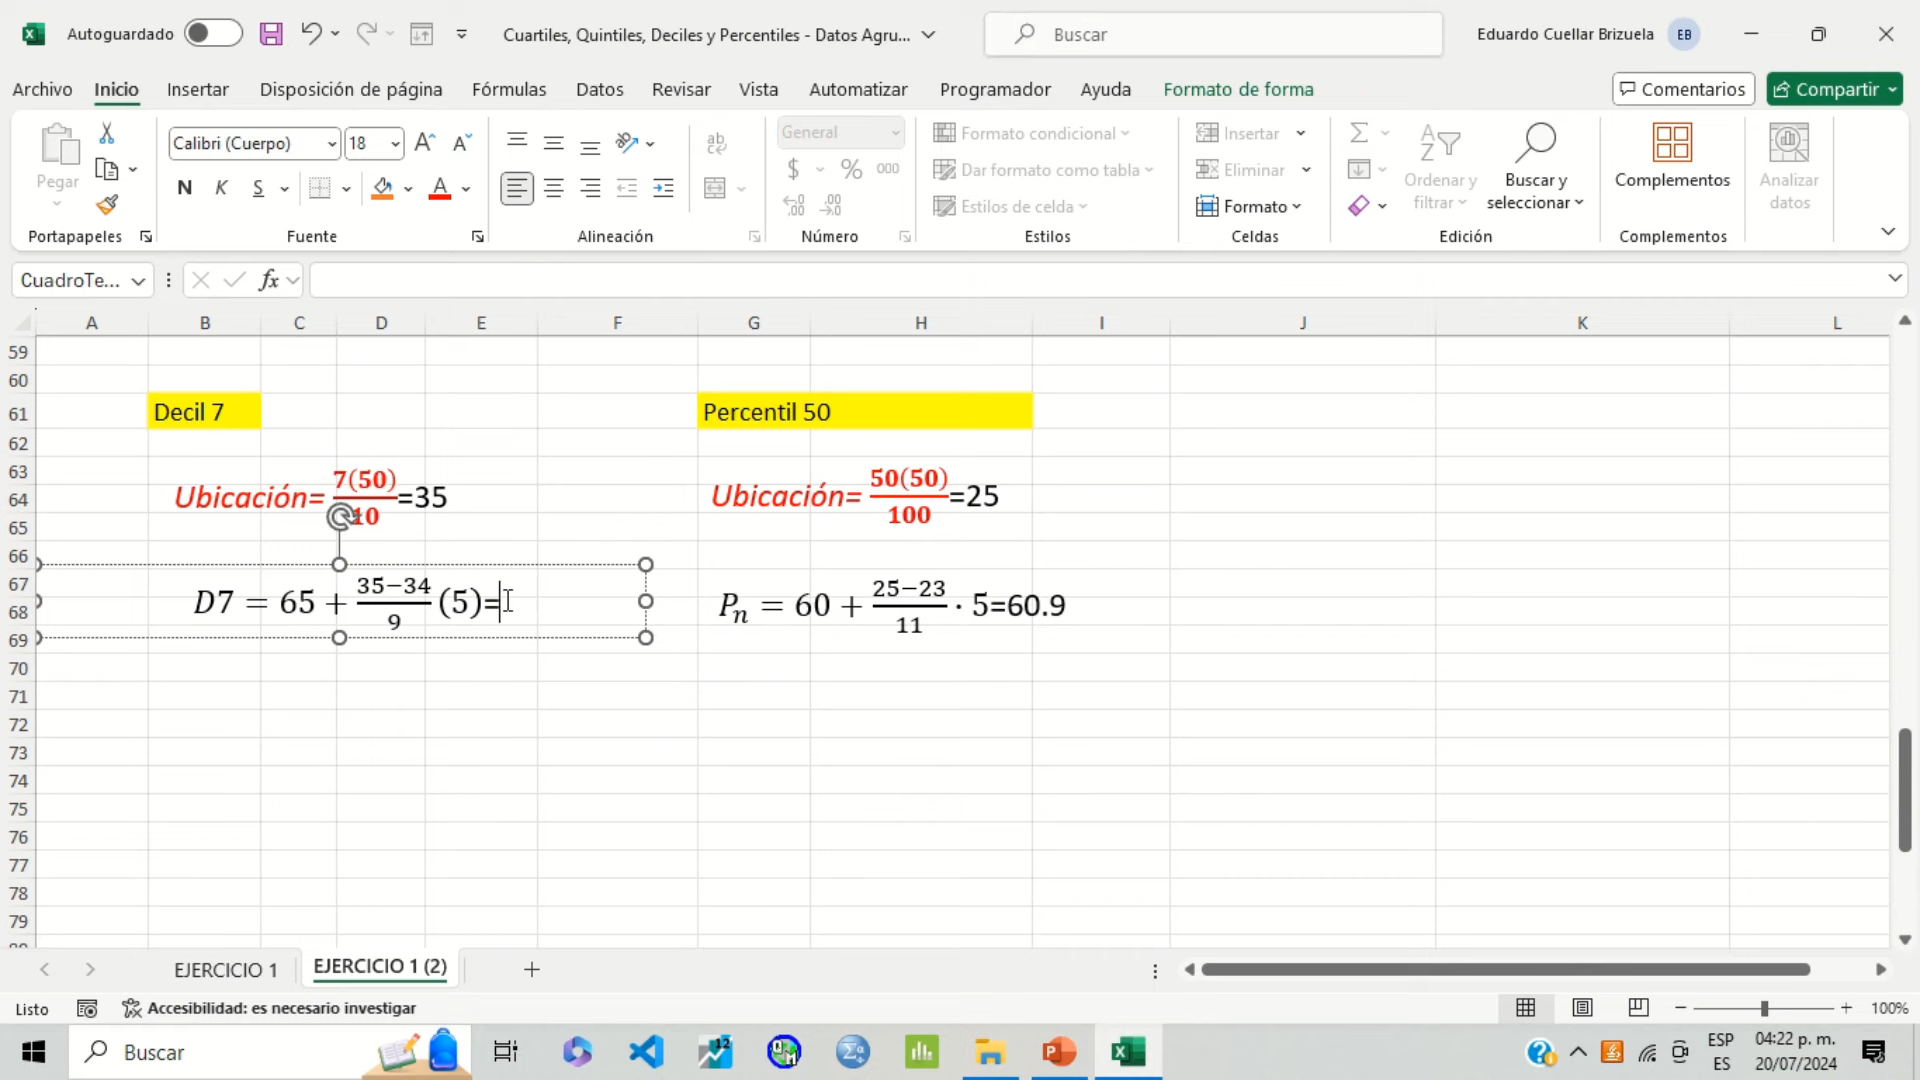 Autoguardado
Cuartiles, Quintiles, Deciles y Percentiles - Datos Agru...
Buscar
Eduardo Cuellar Brizuela
EB
Archivo Inicio Insertar Disposición de página Fórmulas Datos Revisar Vista Automatizar Programador Ayuda Formato de forma
Comentarios
Compartir
Pegar
Portapapeles
Calibri (Cuerpo) 18
N K S
Fuente
Alineación
General
$ % 000
Número
Formato condicional
Dar formato como tabla
Estilos de celda
Estilos
Insertar
Eliminar
Formato
Celdas
Ordenar y filtrar
Buscar y seleccionar
Edición
Complementos
Complementos
Analizar datos
CuadroTe...
fx
A B C D E F G H I J K L
59
60
61
62
63
64
65
66
67
68
69
70
71
72
73
74
75
76
77
78
79
Decil 7
Percentil 50
Ubicación= 7(50)/10=35
Ubicación= 50(50)/100=25
D7 = 65 + 35−34/9 (5)=
Pn = 60 + 25−23/11 · 5=60.9
EJERCICIO 1
EJERCICIO 1 (2)
Listo
Accesibilidad: es necesario investigar
100%
Buscar
ESP
ES
04:22 p. m.
20/07/2024